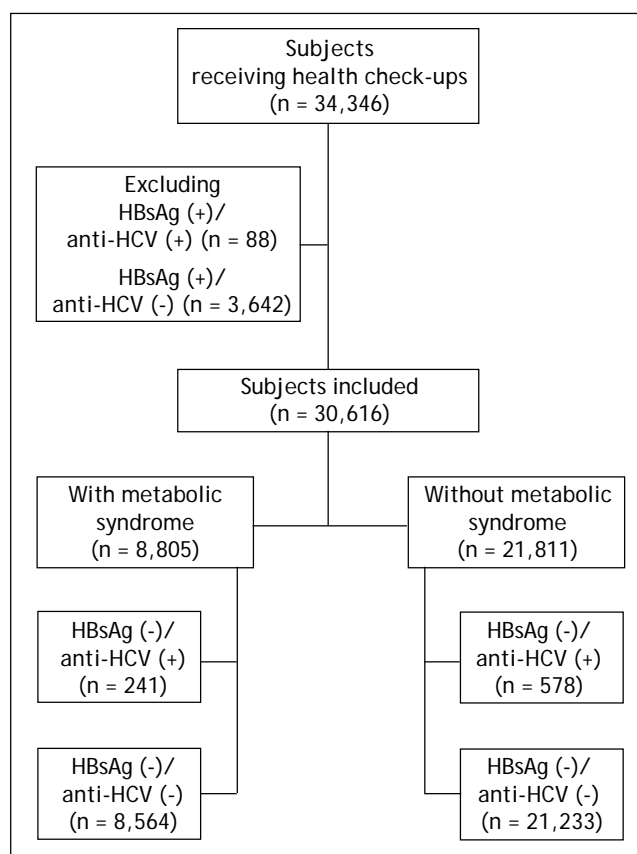 Subjects
receiving health check-ups
(n = 34,346)
Excluding
HBsAg (+)/
anti-HCV (+) (n = 88)
HBsAg (+)/
anti-HCV (-) (n = 3,642)
Subjects included
(n = 30,616)
With metabolic
syndrome
(n = 8,805)
HBsAg (-)/
anti-HCV (+)
(n = 241)
HBsAg (-)/
anti-HCV (-)
(n = 8,564)
Without metabolic
syndrome
(n = 21,811)
HBsAg (-)/
anti-HCV (+)
(n = 578)
HBsAg (-)/
anti-HCV (-)
(n = 21,233)